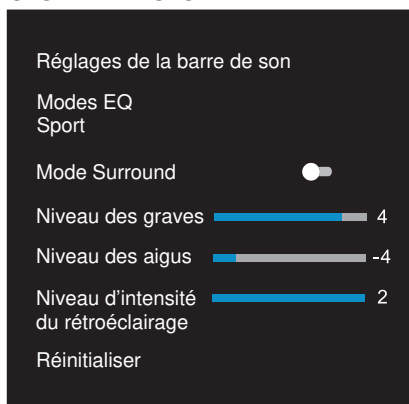 Réglages de la barre de son
Modes EQ
Sport
Mode Surround
Niveau des graves 4
Niveau des aigus -4
Niveau d'intensité 2
du rétroéclairage
Réinitialiser